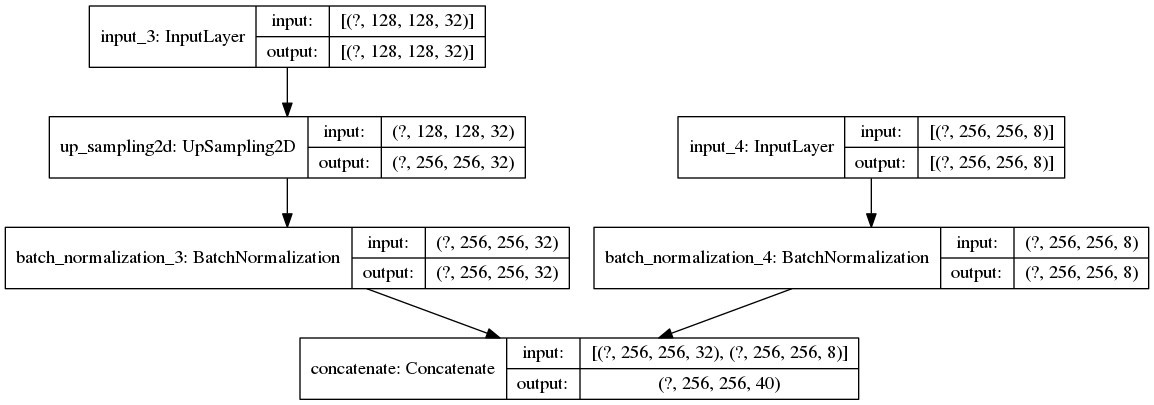 input_3: InputLayer
input: [(?, 128, 128, 32)]
output: [(?, 128, 128, 32)]
up_sampling2d: UpSampling2D
input: (?, 128, 128, 32)
output: (?, 256, 256, 32)
input_4: InputLayer
input: [(?, 256, 256, 8)]
output: [(?, 256, 256, 8)]
batch_normalization_3: BatchNormalization
input: (?, 256, 256, 32)
output: (?, 256, 256, 32)
batch_normalization_4: BatchNormalization
input: (?, 256, 256, 8)
output: (?, 256, 256, 8)
concatenate: Concatenate
input: [(?, 256, 256, 32), (?, 256, 256, 8)]
output: (?, 256, 256, 40)